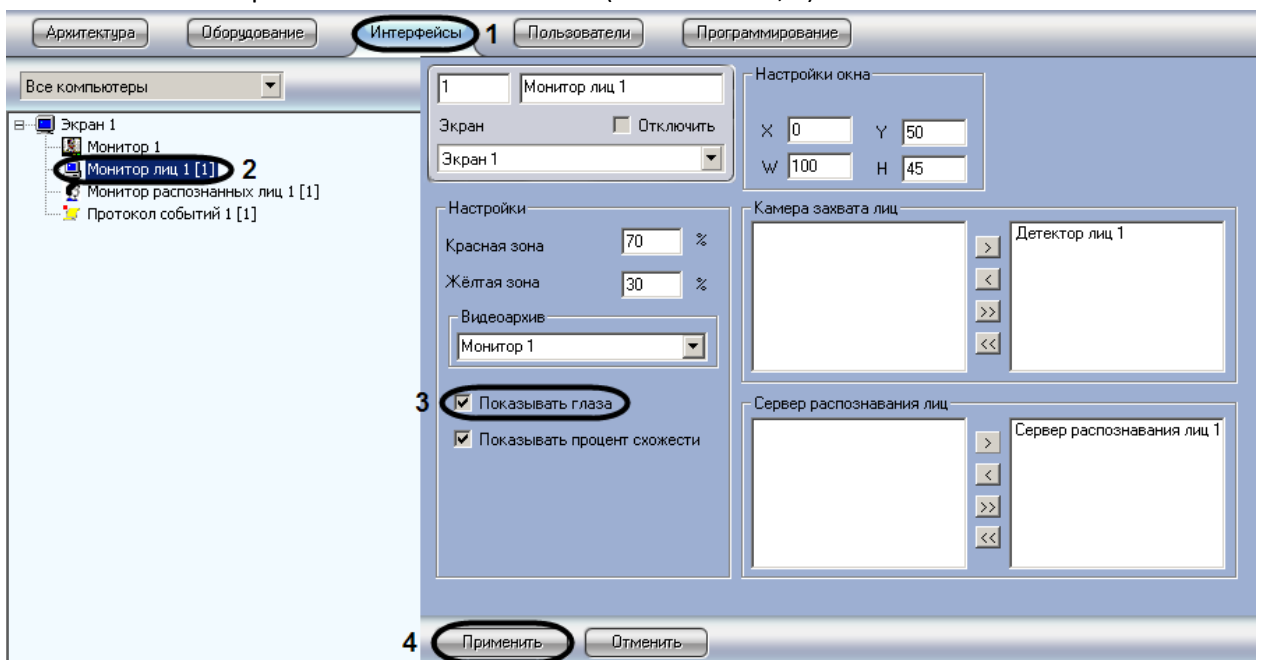 Архитектура Оборудование Интерфейсы 1 Пользователи Программирование
Все компьютеры
Экран 1
Монитор 1
Монитор лиц 1 [1] 2
Монитор распознанных лиц 1 [1]
Протокол событий 1 [1]
1 Монитор лиц 1
Экран Отключить
Экран 1
Настройки окна
X 0 Y 50
W 100 H 45
Настройки
Красная зона 70 %
Жёлтая зона 30 %
Видеоархив
Монитор 1
3 Показывать глаза
Показывать процент схожести
Камера захвата лиц
Детектор лиц 1
>
<
>>
<<
Сервер распознавания лиц
Сервер распознавания лиц 1
>
<
>>
<<
4 Применить Отменить